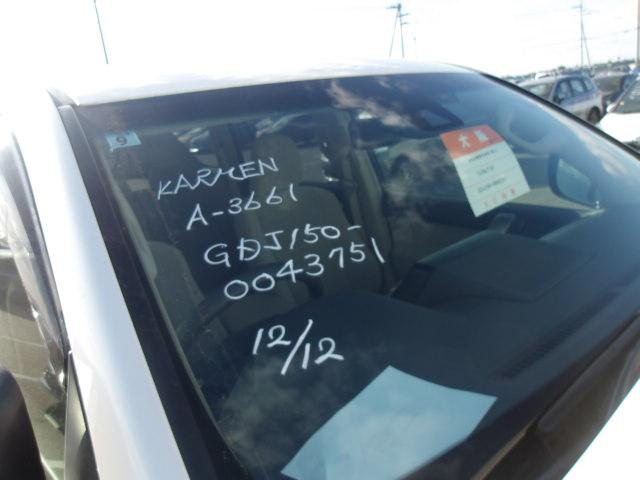 9
KARMEN
A-3661
GDJ150-
0043751
12/12